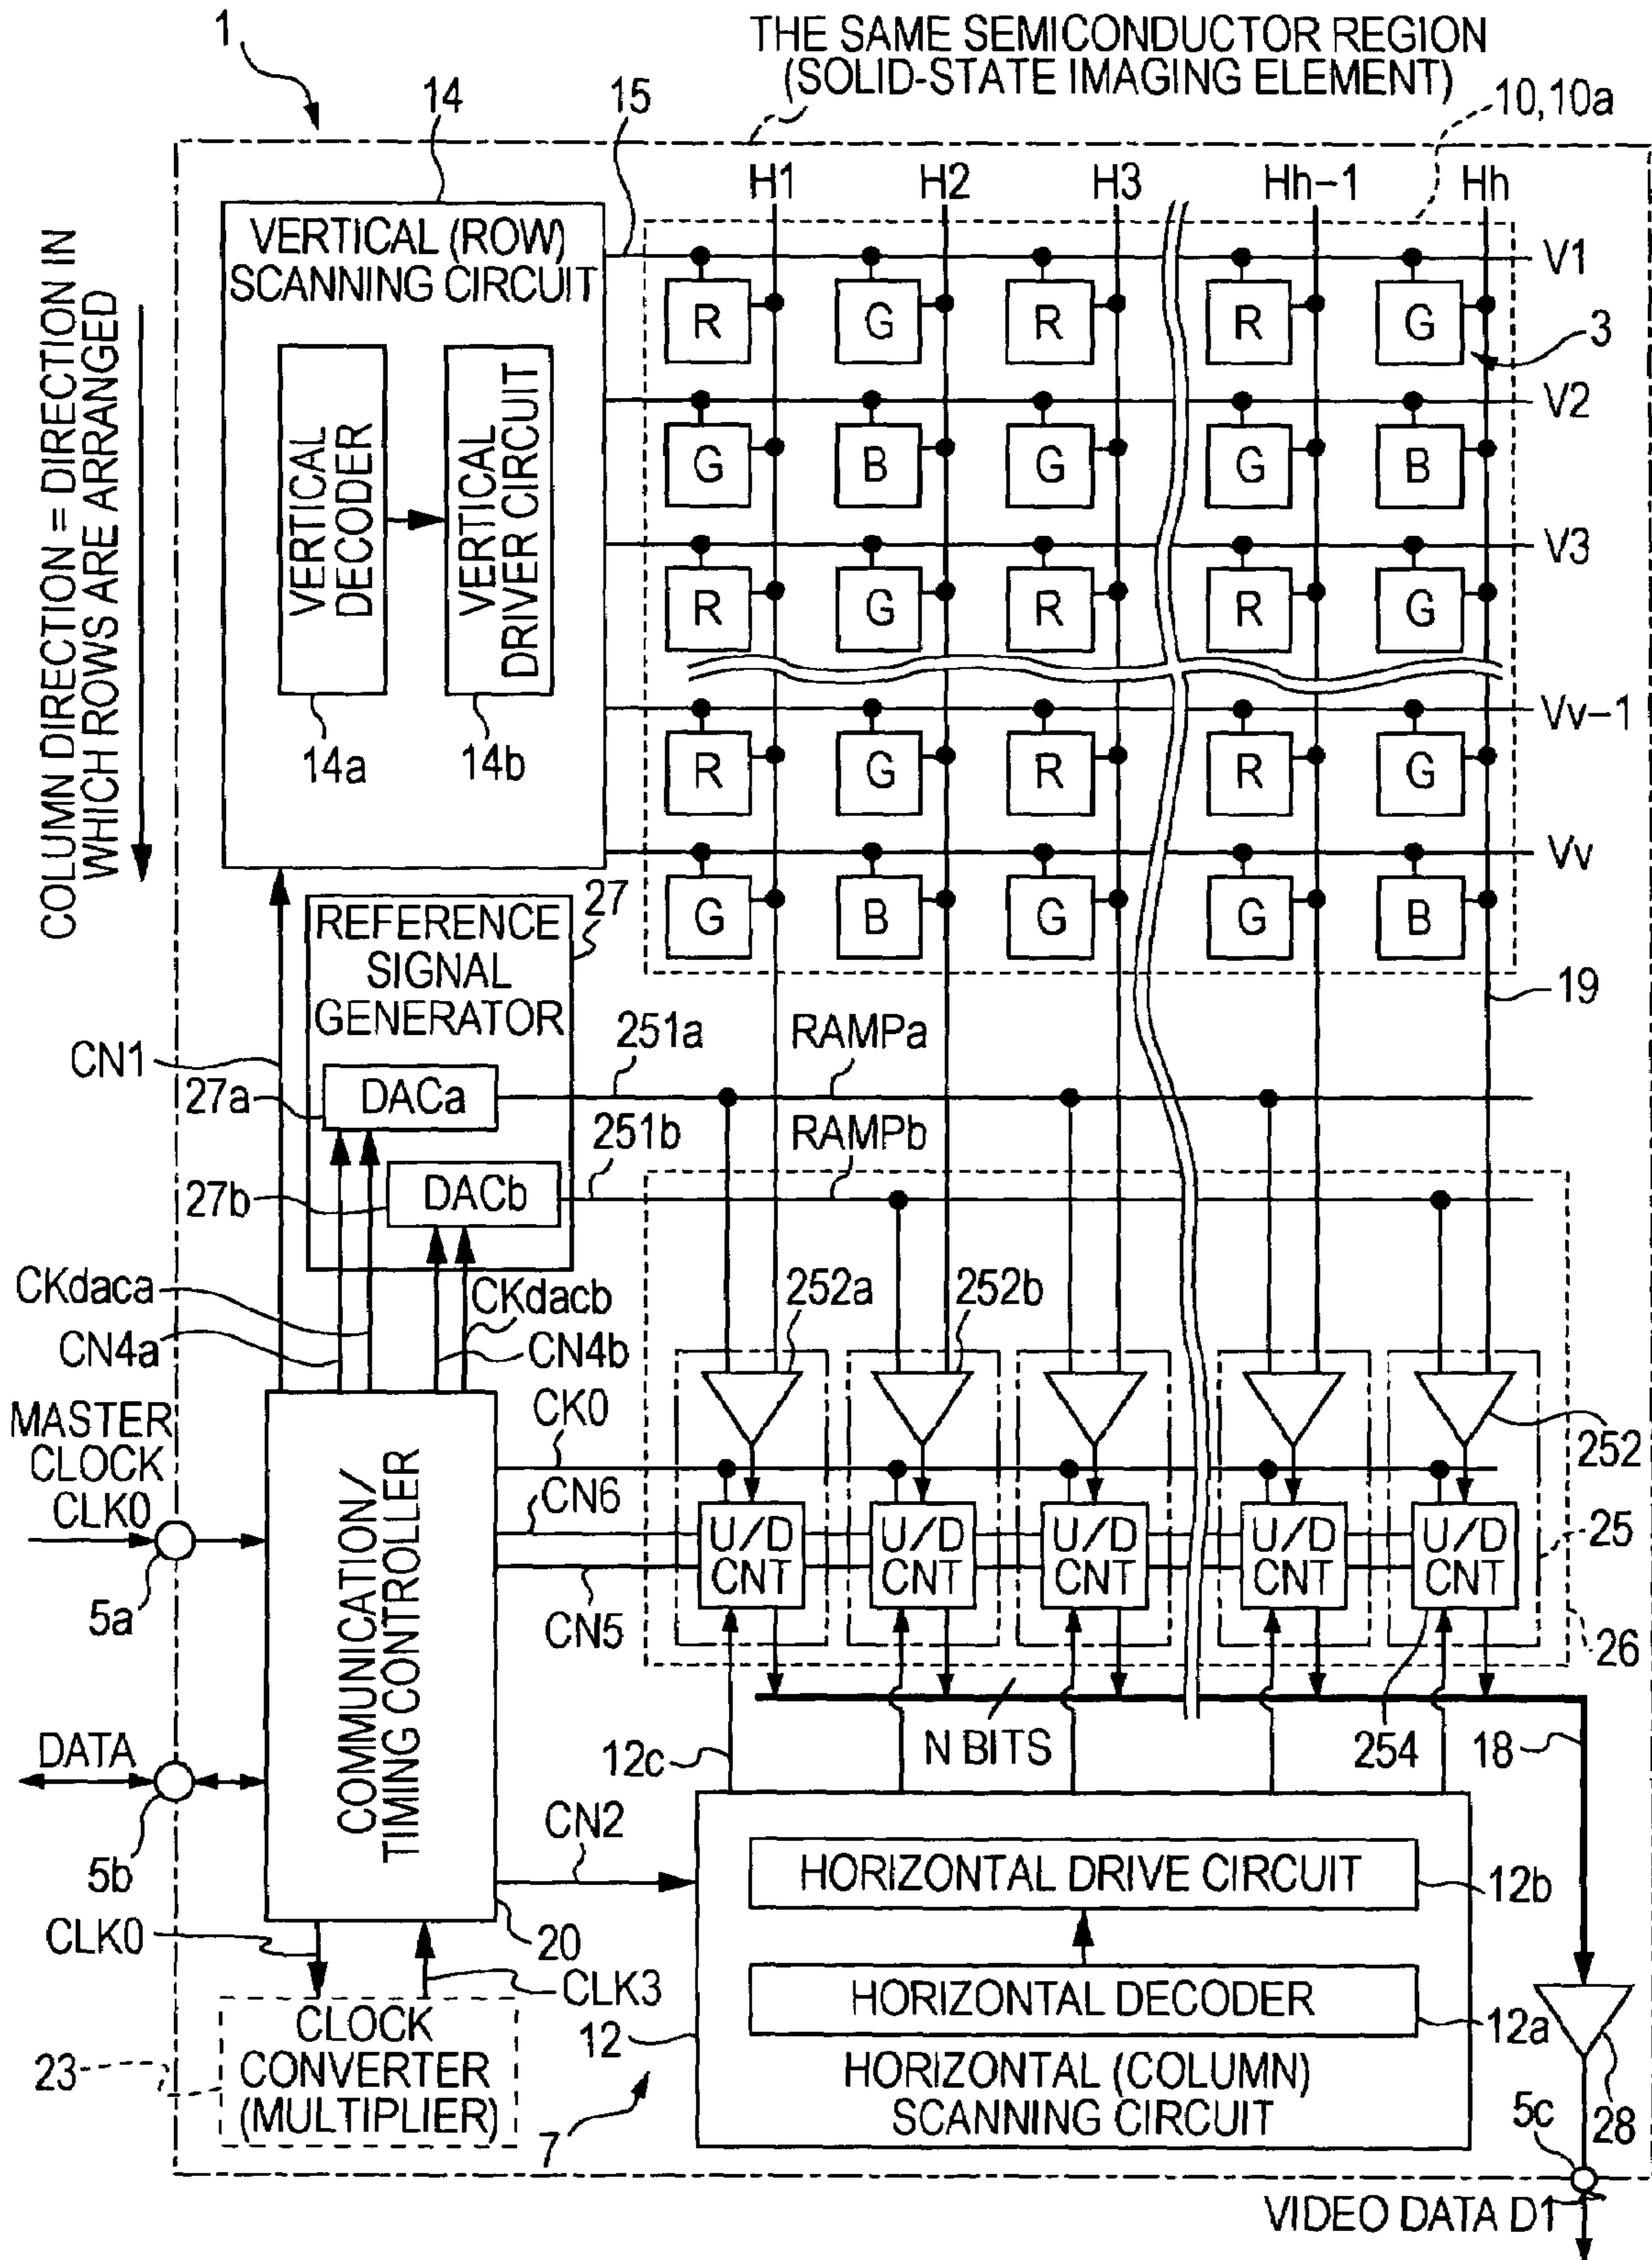 1
THE SAME SEMICONDUCTOR REGION
(SOLID-STATE IMAGING ELEMENT)
14
15
10, 10a
H1 H2 H3 Hh-1 Hh
COLUMN DIRECTION = DIRECTION IN
WHICH ROWS ARE ARRANGED
VERTICAL (ROW)
SCANNING CIRCUIT
VERTICAL
DECODER
VERTICAL
DRIVER CIRCUIT
14a
14b
V1
R G R R G
3
V2
G B G G B
V3
R G R R G
Vv-1
R G R R G
Vv
G B G G B
REFERENCE
SIGNAL
GENERATOR
27
19
CN1
251a
RAMPa
27a
DACa
251b
RAMPb
27b
DACb
CKdaca
CKdacb
252a
252b
CN4a
CN4b
CK0
MASTER
CLOCK
CLK0
252
CN6
COMMUNICATION/
TIMING CONTROLLER
U/D U/D U/D U/D U/D
CNT CNT CNT CNT CNT
25
5a
CN5
26
DATA
12c
N BITS
254
18
5b
CN2
HORIZONTAL DRIVE CIRCUIT
12b
CLK0
20
CLK3
HORIZONTAL DECODER
12
12a
CLOCK
CONVERTER
(MULTIPLIER)
23
HORIZONTAL (COLUMN)
SCANNING CIRCUIT
7
28
5c
VIDEO DATA D1